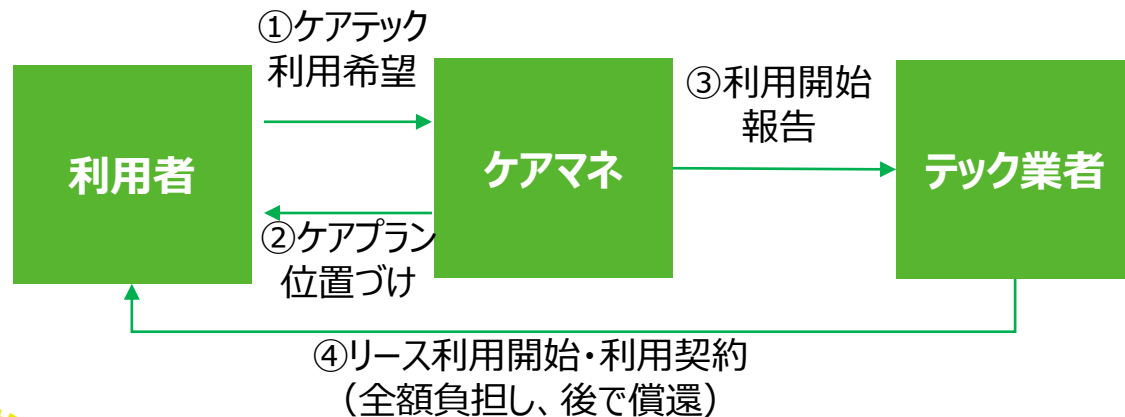 ①ケアテック
利用希望
利用者
ケアマネ
③利用開始
報告
テック業者
②ケアプラン
位置づけ
④リース利用開始・利用契約
（全額負担し、後で償還）